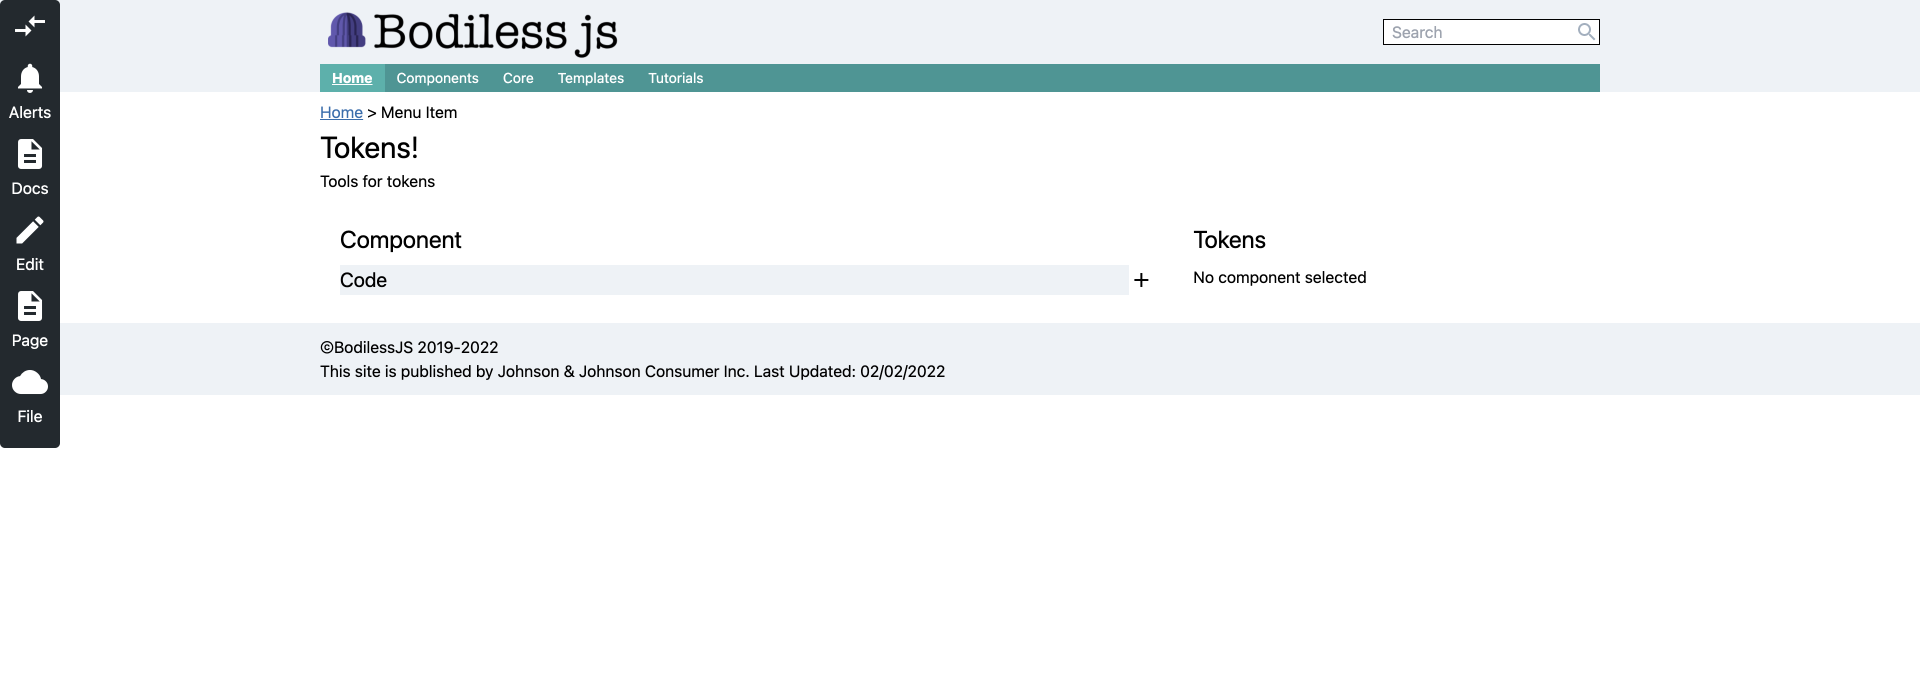 Bodiless js
Search
Home Components Core Templates Tutorials
Alerts
Docs
Edit
Page
File
Home > Menu Item
Tokens!
Tools for tokens
Component
Code
+
Tokens
No component selected
©BodilessJS 2019-2022
This site is published by Johnson & Johnson Consumer Inc. Last Updated: 02/02/2022